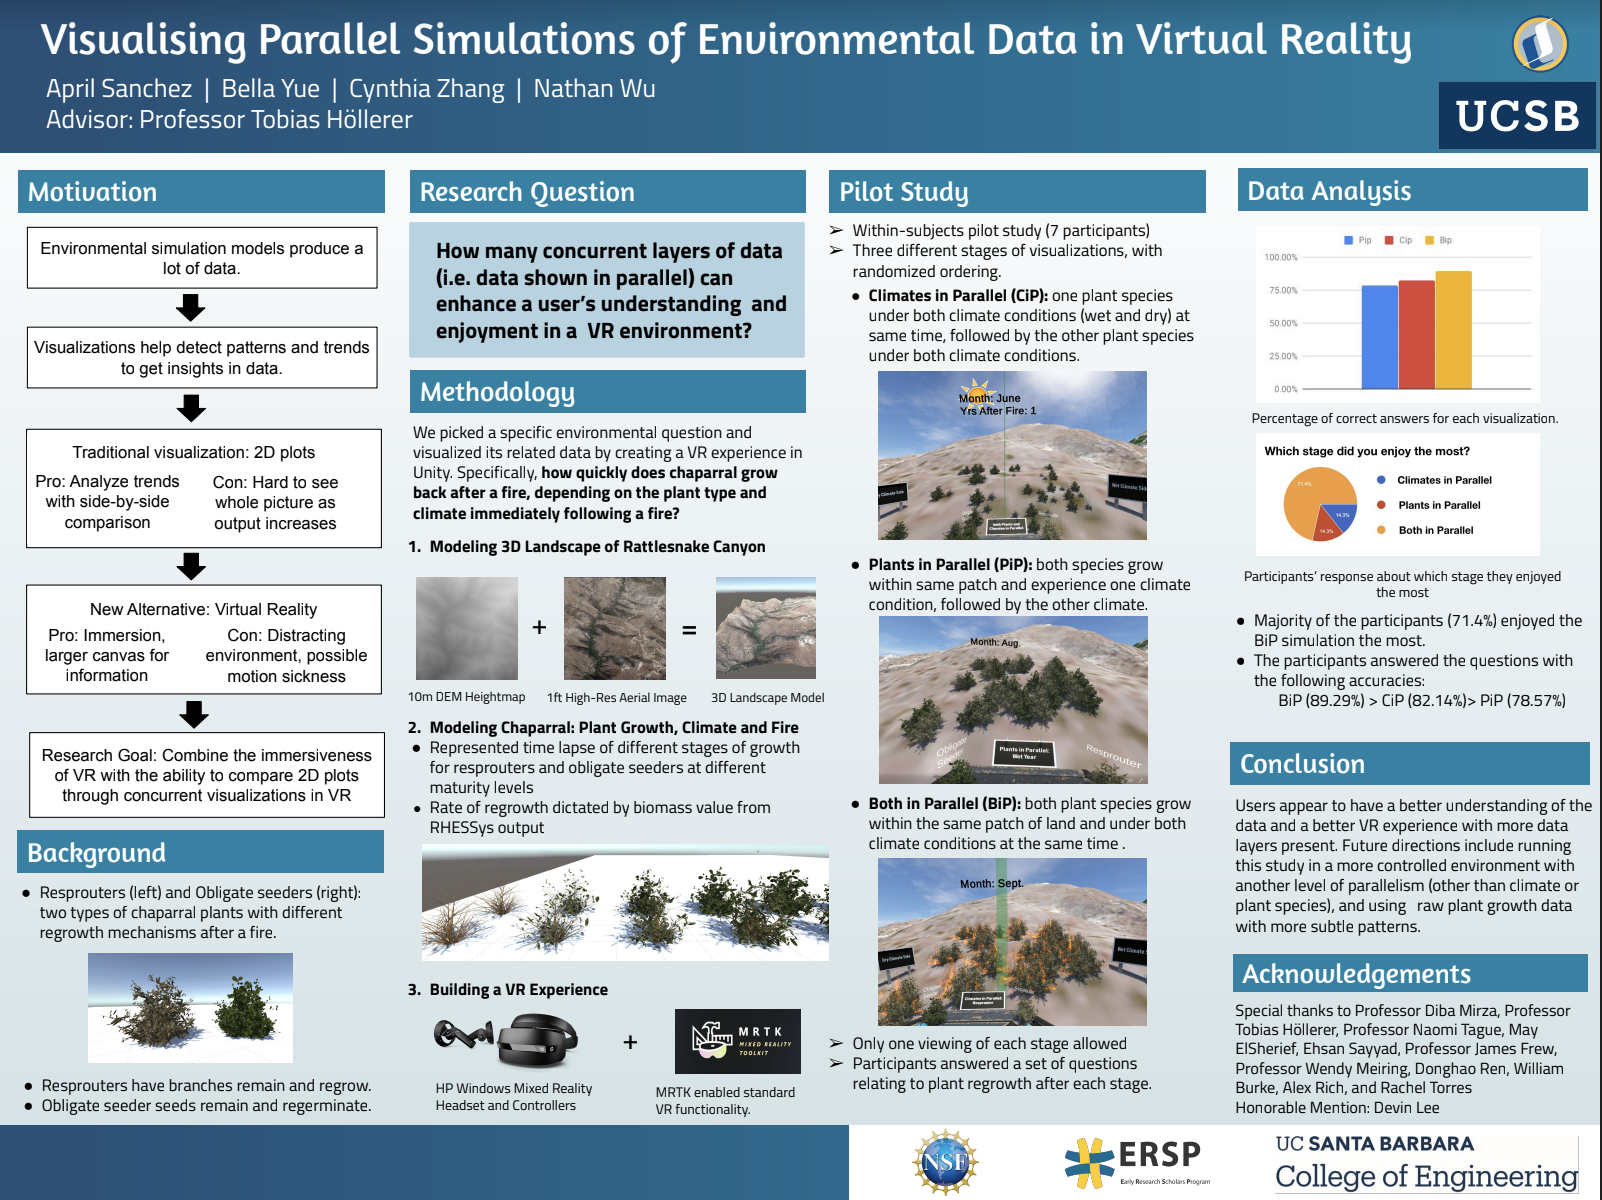 Visualising Parallel Simulations of Environmental Data in Virtual Reality
April Sanchez | Bella Yue | Cynthia Zhang | Nathan Wu
Advisor: Professor Tobias Höllerer
UCSB
Motivation
Environmental simulation models produce a
lot of data.
Visualizations help detect patterns and trends
to get insights in data.
Traditional visualization: 2D plots
Pro: Analyze trends
with side-by-side
comparison
Con: Hard to see
whole picture as
output increases
New Alternative: Virtual Reality
Pro: Immersion,
larger canvas for
information
Con: Distracting
environment, possible
motion sickness
Research Goal: Combine the immersiveness
of VR with the ability to compare 2D plots
through concurrent visualizations in VR
Background
● Resprouters (left) and Obligate seeders (right):
two types of chaparral plants with different
regrowth mechanisms after a fire.
● Resprouters have branches remain and regrow.
● Obligate seeder seeds remain and regerminate.
Research Question
How many concurrent layers of data
(i.e. data shown in parallel) can
enhance a user's understanding and
enjoyment in a VR environment?
Methodology
We picked a specific environmental question and
visualized its related data by creating a VR experience in
Unity. Specifically, how quickly does chaparral grow
back after a fire, depending on the plant type and
climate immediately following a fire?
1. Modeling 3D Landscape of Rattlesnake Canyon
+
=
10m DEM Heightmap
1ft High-Res Aerial Image
3D Landscape Model
2. Modeling Chaparral: Plant Growth, Climate and Fire
● Represented time lapse of different stages of growth
for resprouters and obligate seeders at different
maturity levels
● Rate of regrowth dictated by biomass value from
RHESSys output
3. Building a VR Experience
+
MRTK
MIXED REALITY
TOOLKIT
HP Windows Mixed Reality
Headset and Controllers
MRTK enabled standard
VR functionality.
Pilot Study
➢ Within-subjects pilot study (7 participants)
➢ Three different stages of visualizations, with
randomized ordering.
● Climates in Parallel (CiP): one plant species
under both climate conditions (wet and dry) at
same time, followed by the other plant species
under both climate conditions.
Month: June
Yrs After Fire: 1
Climate Side
Wet Climate Side
Both Plants and
Climates in Parallel
● Plants in Parallel (PiP): both species grow
within same patch and experience one climate
condition, followed by the other climate.
Month: Aug.
Obligate
Seeder
Plants in Parallel:
Wet Year
Resprouter
● Both in Parallel (BiP): both plant species grow
within the same patch of land and under both
climate conditions at the same time .
Month: Sept.
Dry Climate Side
Wet Climate
Climates in Parallel:
Resprouter
➢ Only one viewing of each stage allowed
➢ Participants answered a set of questions
relating to plant regrowth after each stage.
Data Analysis
Pip Cip Bip
100.00%
75.00%
50.00%
25.00%
0.00%
Percentage of correct answers for each visualization.
Which stage did you enjoy the most?
71.4%
14.3%
14.3%
Climates in Parallel
Plants in Parallel
Both in Parallel
Participants' response about which stage they enjoyed
the most
● Majority of the participants (71.4%) enjoyed the
BiP simulation the most.
● The participants answered the questions with
the following accuracies:
BiP (89.29%) > CiP (82.14%)> PiP (78.57%)
Conclusion
Users appear to have a better understanding of the
data and a better VR experience with more data
layers present. Future directions include running
this study in a more controlled environment with
another level of parallelism (other than climate or
plant species), and using raw plant growth data
with more subtle patterns.
Acknowledgements
Special thanks to Professor Diba Mirza, Professor
Tobias Höllerer, Professor Naomi Tague, May
ElSherief, Ehsan Sayyad, Professor James Frew,
Professor Wendy Meiring, Donghao Ren, William
Burke, Alex Rich, and Rachel Torres
Honorable Mention: Devin Lee
NSF
ERSP
Early Research Scholars Program
UC SANTA BARBARA
College of Engineering